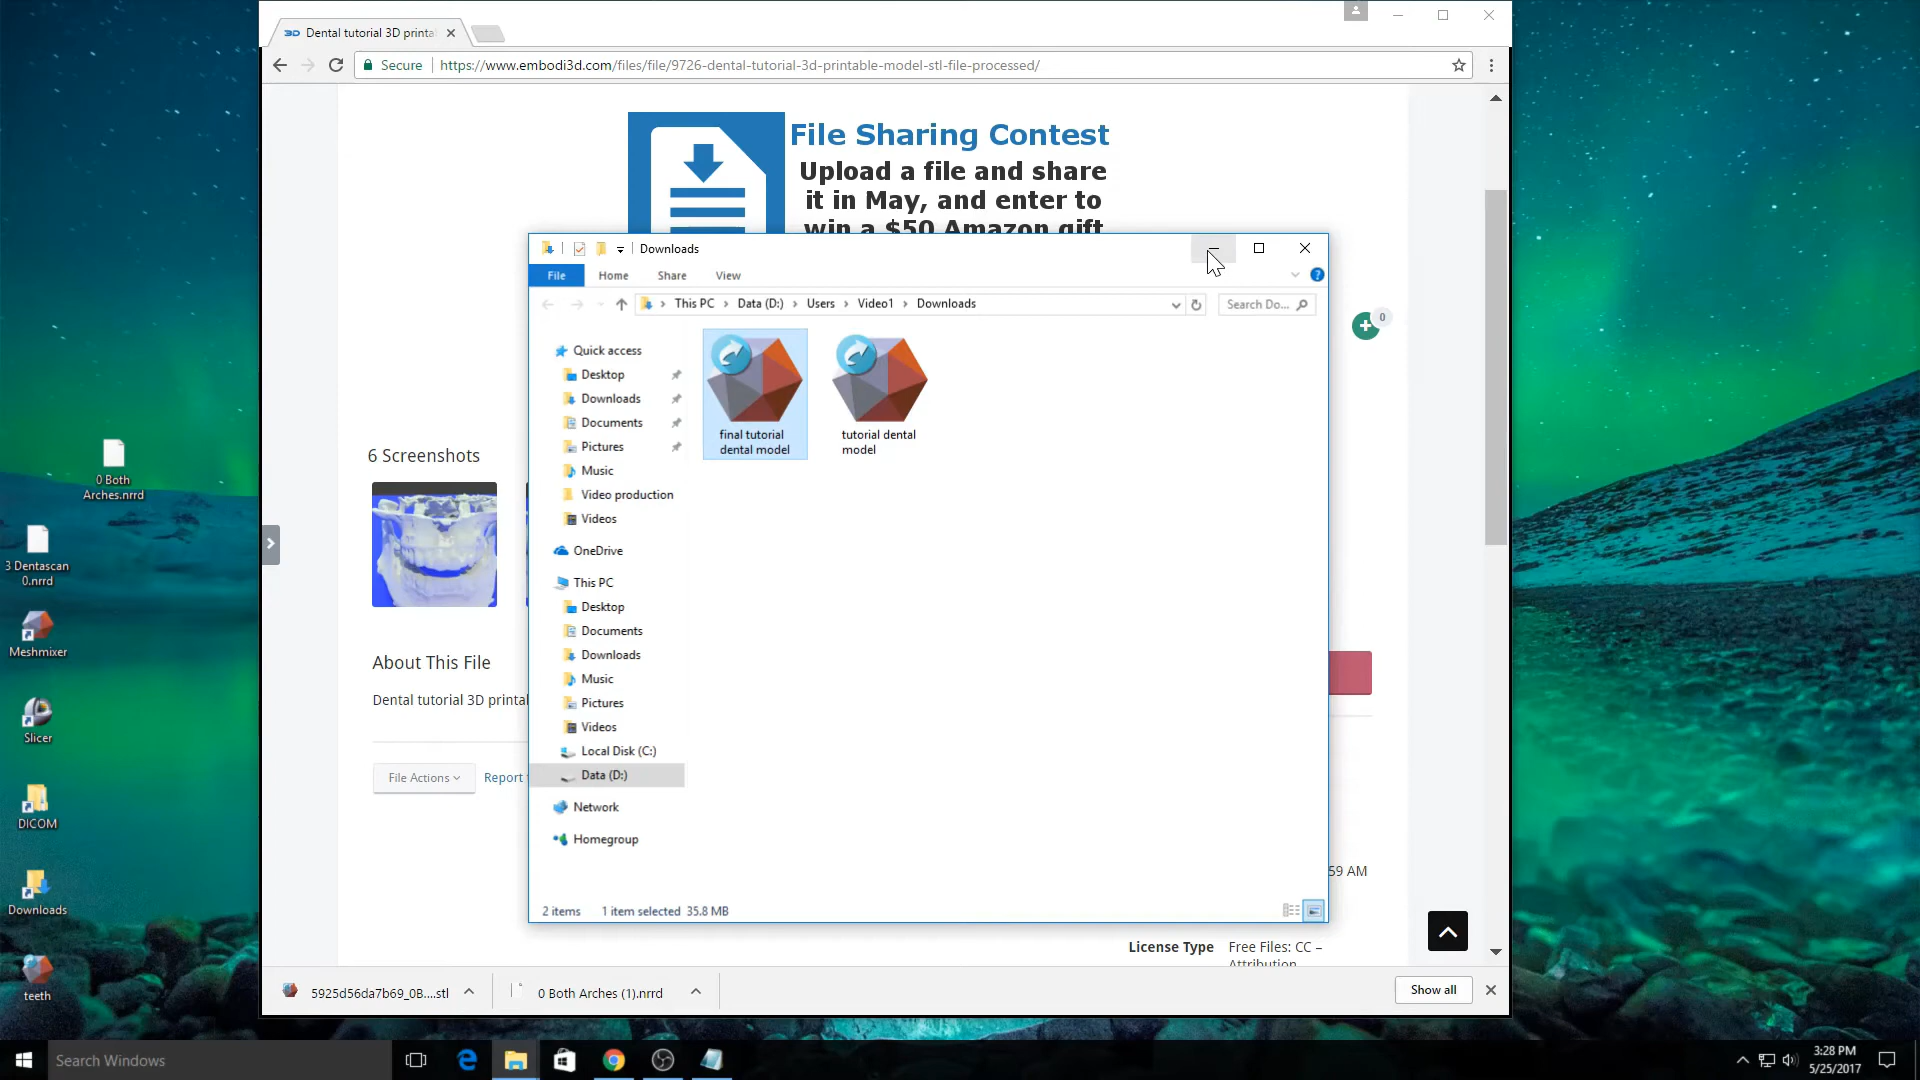 Dental tutorial 3D printa
Secure
https://www.embodi3d.com/files/file/9726-dental-tutorial-3d-printable-model-stl-file-processed/
File Sharing Contest
Upload a file and share
it in May, and enter to
win a $50 Amazon gift
Downloads
File Home Share View
This PC > Data (D:) > Users > Video1 > Downloads
Search Do...
0
Quick access
Desktop
Downloads
Documents
Pictures
Music
Video production
Videos
OneDrive
This PC
Desktop
Documents
Downloads
Music
Pictures
Videos
Local Disk (C:)
Data (D:)
Network
Homegroup
final tutorial
dental model
tutorial dental
model
2 items 1 item selected 35.8 MB
6 Screenshots
About This File
Dental tutorial 3D printa
File Actions
Report
59 AM
License Type
Free Files: CC –
Attribution
5925d56da7b69_0B....stl
0 Both Arches (1).nrrd
Show all
0 Both
Arches.nrrd
3 Dentascan
0.nrrd
Meshmixer
Slicer
DICOM
Downloads
teeth
Search Windows
3:28 PM
5/25/2017